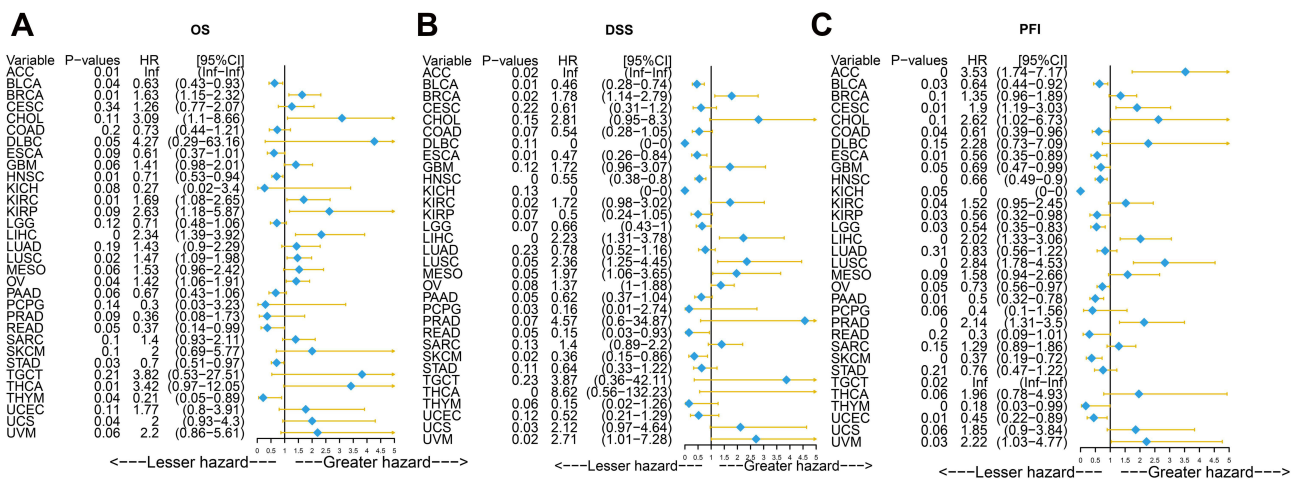 A OS
Variable P-values HR [95%CI]
ACC 0.01 Inf (Inf-Inf)
BLCA 0.04 0.63 (0.43-0.93)
BRCA 0.01 1.63 (1.15-2.32)
CESC 0.34 1.26 (0.77-2.07)
CHOL 0.11 3.09 (1.1-8.66)
COAD 0.2 0.73 (0.44-1.21)
DLBC 0.05 4.27 (0.29-63.16)
ESCA 0.09 0.61 (0.37-1.01)
GBM 0.06 1.41 (0.98-2.01)
HNSC 0.01 0.71 (0.53-0.94)
KICH 0.08 0.27 (0.02-3.4)
KIRC 0.01 1.69 (1.08-2.65)
KIRP 0.09 2.63 (1.18-5.87)
LGG 0.12 0.71 (0.48-1.06)
LIHC 0 2.34 (1.39-3.92)
LUAD 0.19 1.43 (0.9-2.29)
LUSC 0.02 1.47 (1.09-1.98)
MESO 0.06 1.53 (0.96-2.42)
OV 0.04 1.42 (1.06-1.91)
PAAD 0.06 0.67 (0.43-1.06)
PCPG 0.14 0.3 (0.03-3.23)
PRAD 0.09 0.36 (0.08-1.73)
READ 0.05 0.37 (0.14-0.99)
SARC 0.1 1.4 (0.93-2.11)
SKCM 0.1 2 (0.69-5.77)
STAD 0.03 0.7 (0.51-0.97)
TGCT 0.21 3.82 (0.53-27.51)
THCA 0.01 3.42 (0.97-12.05)
THYM 0.04 0.21 (0.05-0.89)
UCEC 0.11 1.77 (0.8-3.91)
UCS 0.04 2 (0.93-4.3)
UVM 0.06 2.2 (0.86-5.61)
0 0.5 1 1.5 2 2.5 3 3.5 4 4.5 5
<----Lesser hazard---- ----Greater hazard---->
B DSS
Variable P-values HR [95%CI]
ACC 0.02 Inf (Inf-Inf)
BLCA 0.01 0.46 (0.28-0.74)
BRCA 0.02 1.78 (1.14-2.79)
CESC 0.22 0.61 (0.31-1.2)
CHOL 0.15 2.81 (0.95-8.3)
COAD 0.07 0.54 (0.28-1.05)
DLBC 0.11 0 (0-0)
ESCA 0.01 0.47 (0.26-0.84)
GBM 0.12 1.72 (0.96-3.07)
HNSC 0 0.55 (0.38-0.8)
KICH 0.13 0 (0-0)
KIRC 0.02 1.72 (0.98-3.02)
KIRP 0.07 0.5 (0.24-1.05)
LGG 0.07 0.66 (0.43-1)
LIHC 0 2.23 (1.31-3.78)
LUAD 0.23 0.78 (0.52-1.16)
LUSC 0.05 2.36 (1.25-4.45)
MESO 0.05 1.97 (1.06-3.65)
OV 0.08 1.37 (1-1.88)
PAAD 0.05 0.62 (0.37-1.04)
PCPG 0.03 0.16 (0.01-2.74)
PRAD 0.07 4.57 (0.6-34.87)
READ 0.05 0.15 (0.03-0.93)
SARC 0.13 1.4 (0.89-2.2)
SKCM 0.02 0.36 (0.15-0.86)
STAD 0.11 0.64 (0.33-1.22)
TGCT 0.23 3.87 (0.36-42.11)
THCA 0 8.62 (0.56-132.23)
THYM 0.06 0.15 (0.02-1.26)
UCEC 0.12 0.52 (0.21-1.29)
UCS 0.03 2.12 (0.97-4.64)
UVM 0.02 2.71 (1.01-7.28)
0 0.5 1 1.5 2 2.5 3 3.5 4 4.5 5
<----Lesser hazard---- ----Greater hazard---->
C PFI
Variable P-values HR [95%CI]
ACC 0 3.53 (1.74-7.17)
BLCA 0.03 0.64 (0.44-0.92)
BRCA 0.1 1.35 (0.96-1.89)
CESC 0.01 1.9 (1.19-3.03)
CHOL 0.1 2.62 (1.02-6.73)
COAD 0.04 0.61 (0.39-0.96)
DLBC 0.15 2.28 (0.73-7.09)
ESCA 0.01 0.56 (0.35-0.89)
GBM 0.05 0.69 (0.47-0.99)
HNSC 0 0.66 (0.49-0.9)
KICH 0.05 0 (0-0)
KIRC 0.04 1.52 (0.95-2.45)
KIRP 0.03 0.56 (0.32-0.98)
LGG 0.03 0.54 (0.35-0.83)
LIHC 0 2.02 (1.33-3.06)
LUAD 0.31 0.83 (0.56-1.22)
LUSC 0 2.84 (1.78-4.53)
MESO 0.09 1.58 (0.94-2.66)
OV 0.05 0.73 (0.56-0.97)
PAAD 0.01 0.5 (0.32-0.78)
PCPG 0.06 0.4 (0.1-1.56)
PRAD 0 2.14 (1.31-3.5)
READ 0.2 0.3 (0.09-1.01)
SARC 0.15 1.29 (0.89-1.86)
SKCM 0 0.37 (0.19-0.72)
STAD 0.21 0.76 (0.47-1.22)
TGCT 0.02 Inf (Inf-Inf)
THCA 0.06 1.96 (0.78-4.93)
THYM 0 0.18 (0.03-0.99)
UCEC 0.01 0.45 (0.22-0.89)
UCS 0.06 1.85 (0.9-3.84)
UVM 0.03 2.22 (1.03-4.77)
0 0.5 1 1.5 2 2.5 3 3.5 4 4.5 5
<----Lesser hazard---- ----Greater hazard---->